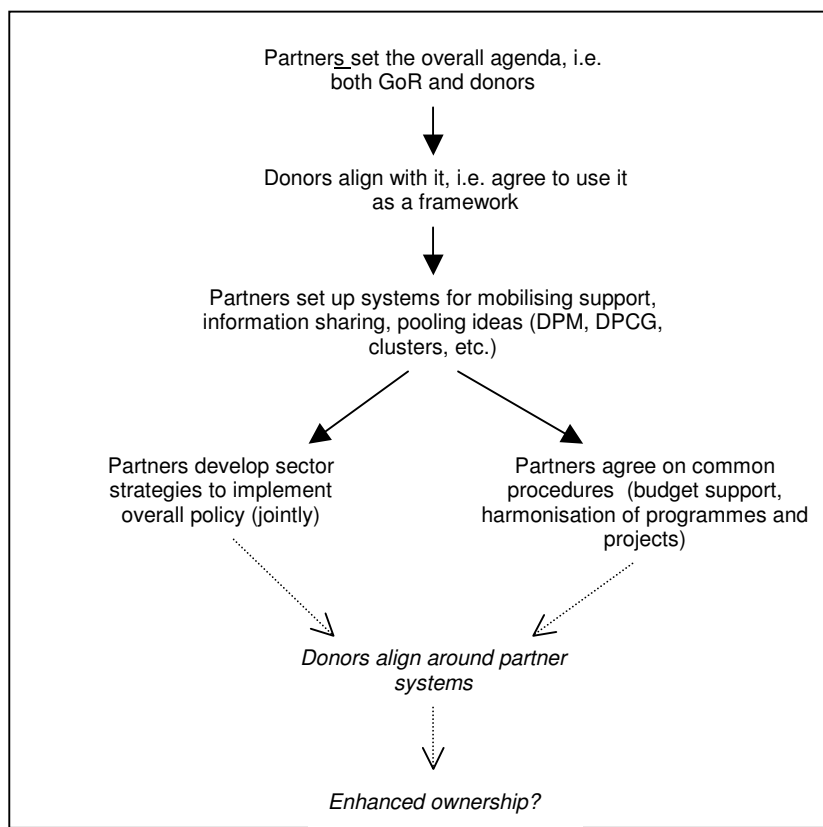 Partners set the overall agenda, i.e.
both GoR and donors
Donors align with it, i.e. agree to use it
as a framework
Partners set up systems for mobilising support,
information sharing, pooling ideas (DPM, DPCG,
clusters, etc.)
Partners develop sector
strategies to implement
overall policy (jointly)
Partners agree on common
procedures (budget support,
harmonisation of programmes and
projects)
Donors align around partner
systems
Enhanced ownership?